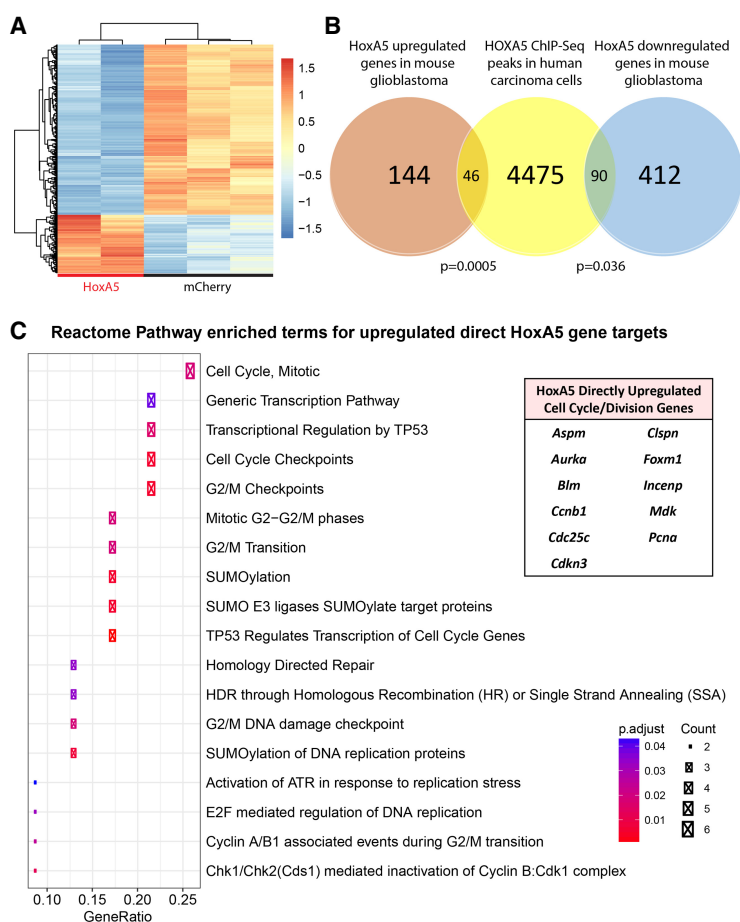 A
1.5
1
0.5
0
−0.5
−1
−1.5
HoxA5
mCherry
B
HoxA5 upregulated
genes in mouse
glioblastoma
HOXA5 ChIP-Seq
peaks in human
carcinoma cells
HoxA5 downregulated
genes in mouse
glioblastoma
144
46
4475
90
412
p=0.0005
p=0.036
C
Reactome Pathway enriched terms for upregulated direct HoxA5 gene targets
Cell Cycle, Mitotic
Generic Transcription Pathway
Transcriptional Regulation by TP53
Cell Cycle Checkpoints
G2/M Checkpoints
Mitotic G2−G2/M phases
G2/M Transition
SUMOylation
SUMO E3 ligases SUMOylate target proteins
TP53 Regulates Transcription of Cell Cycle Genes
Homology Directed Repair
HDR through Homologous Recombination (HR) or Single Strand Annealing (SSA)
G2/M DNA damage checkpoint
SUMOylation of DNA replication proteins
Activation of ATR in response to replication stress
E2F mediated regulation of DNA replication
Cyclin A/B1 associated events during G2/M transition
Chk1/Chk2(Cds1) mediated inactivation of Cyclin B:Cdk1 complex
0.10 0.15 0.20 0.25
GeneRatio
HoxA5 Directly Upregulated
Cell Cycle/Division Genes
Aspm Clspn
Aurka Foxm1
Blm Incenp
Ccnb1 Mdk
Cdc25c Pcna
Cdkn3
p.adjust
0.04
0.03
0.02
0.01
Count
2
3
4
5
6